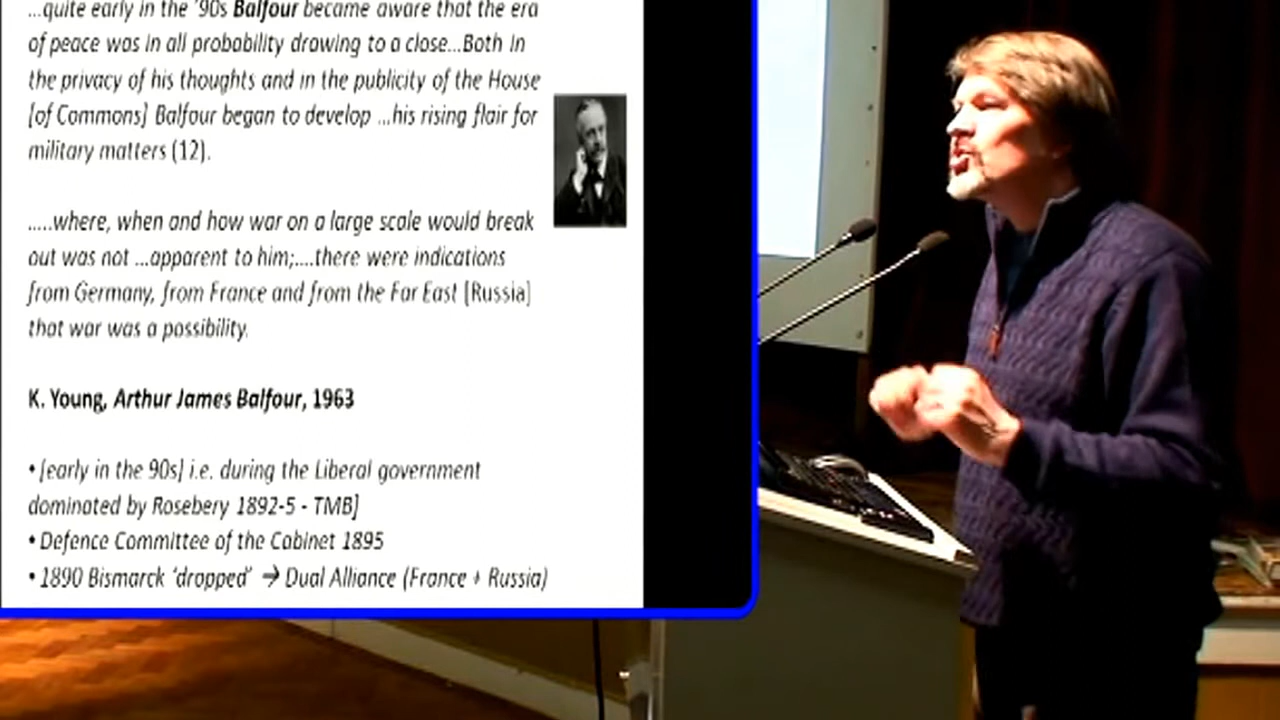 ...quite early in the '90s Balfour became aware that the era
of peace was in all probability drawing to a close...Both in
the privacy of his thoughts and in the publicity of the House
[of Commons] Balfour began to develop ...his rising flair for
military matters (12).
.....where, when and how war on a large scale would break
out was not ...apparent to him;....there were indications
from Germany, from France and from the Far East [Russia]
that war was a possibility.
K. Young, Arthur James Balfour, 1963
• [early in the 90s] i.e. during the Liberal government
dominated by Rosebery 1892-5 - TMB]
• Defence Committee of the Cabinet 1895
• 1890 Bismarck 'dropped' → Dual Alliance (France + Russia)